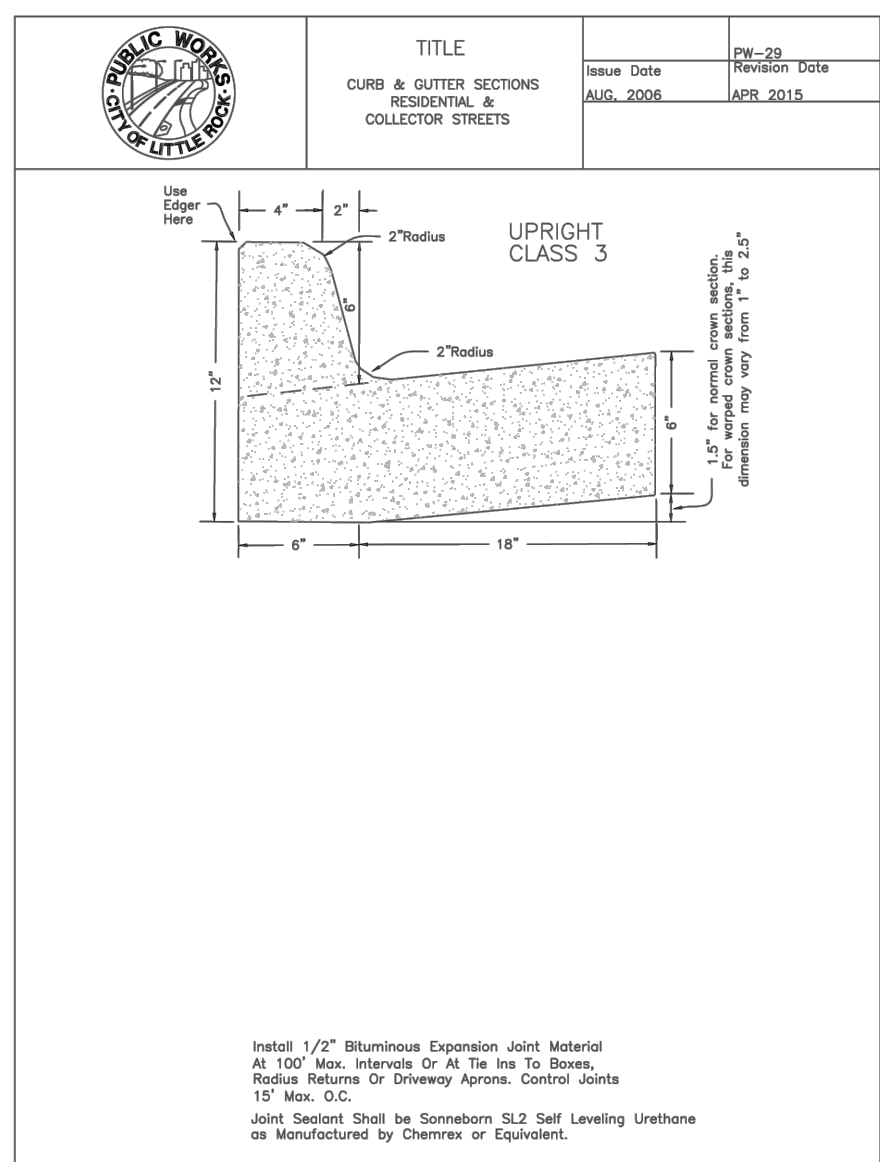 PUBLIC WORKS
CITY OF LITTLE ROCK
TITLE
CURB & GUTTER SECTIONS
RESIDENTIAL &
COLLECTOR STREETS
PW-29
Issue Date
Revision Date
AUG, 2006
APR 2015
Use
Edger
Here
4"
2"
2"Radius
UPRIGHT
CLASS 3
6"
12"
2"Radius
6"
1.5" for normal crown section.
For warped crown sections, this
dimension may vary from 1" to 2.5"
6"
18"
Install 1/2" Bituminous Expansion Joint Material
At 100' Max. Intervals Or At Tie Ins To Boxes,
Radius Returns Or Driveway Aprons. Control Joints
15' Max. O.C.
Joint Sealant Shall be Sonneborn SL2 Self Leveling Urethane
as Manufactured by Chemrex or Equivalent.